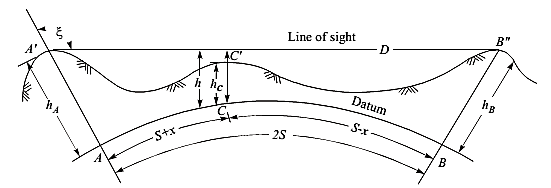 ξ
Line of sight
A'
D
B"
C'
h
h_C
h_A
h_B
Datum
C
S+x
S-x
2S
A
B